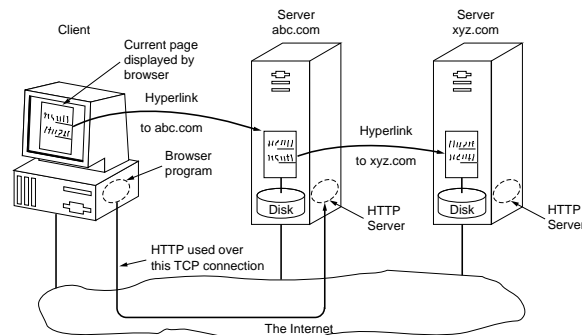 Client
Server
abc.com
Server
xyz.com
Current page
displayed by
browser
Hyperlink
to abc.com
Hyperlink
to xyz.com
Browser
program
Disk
HTTP
Server
Disk
HTTP
Server
HTTP used over
this TCP connection
The Internet